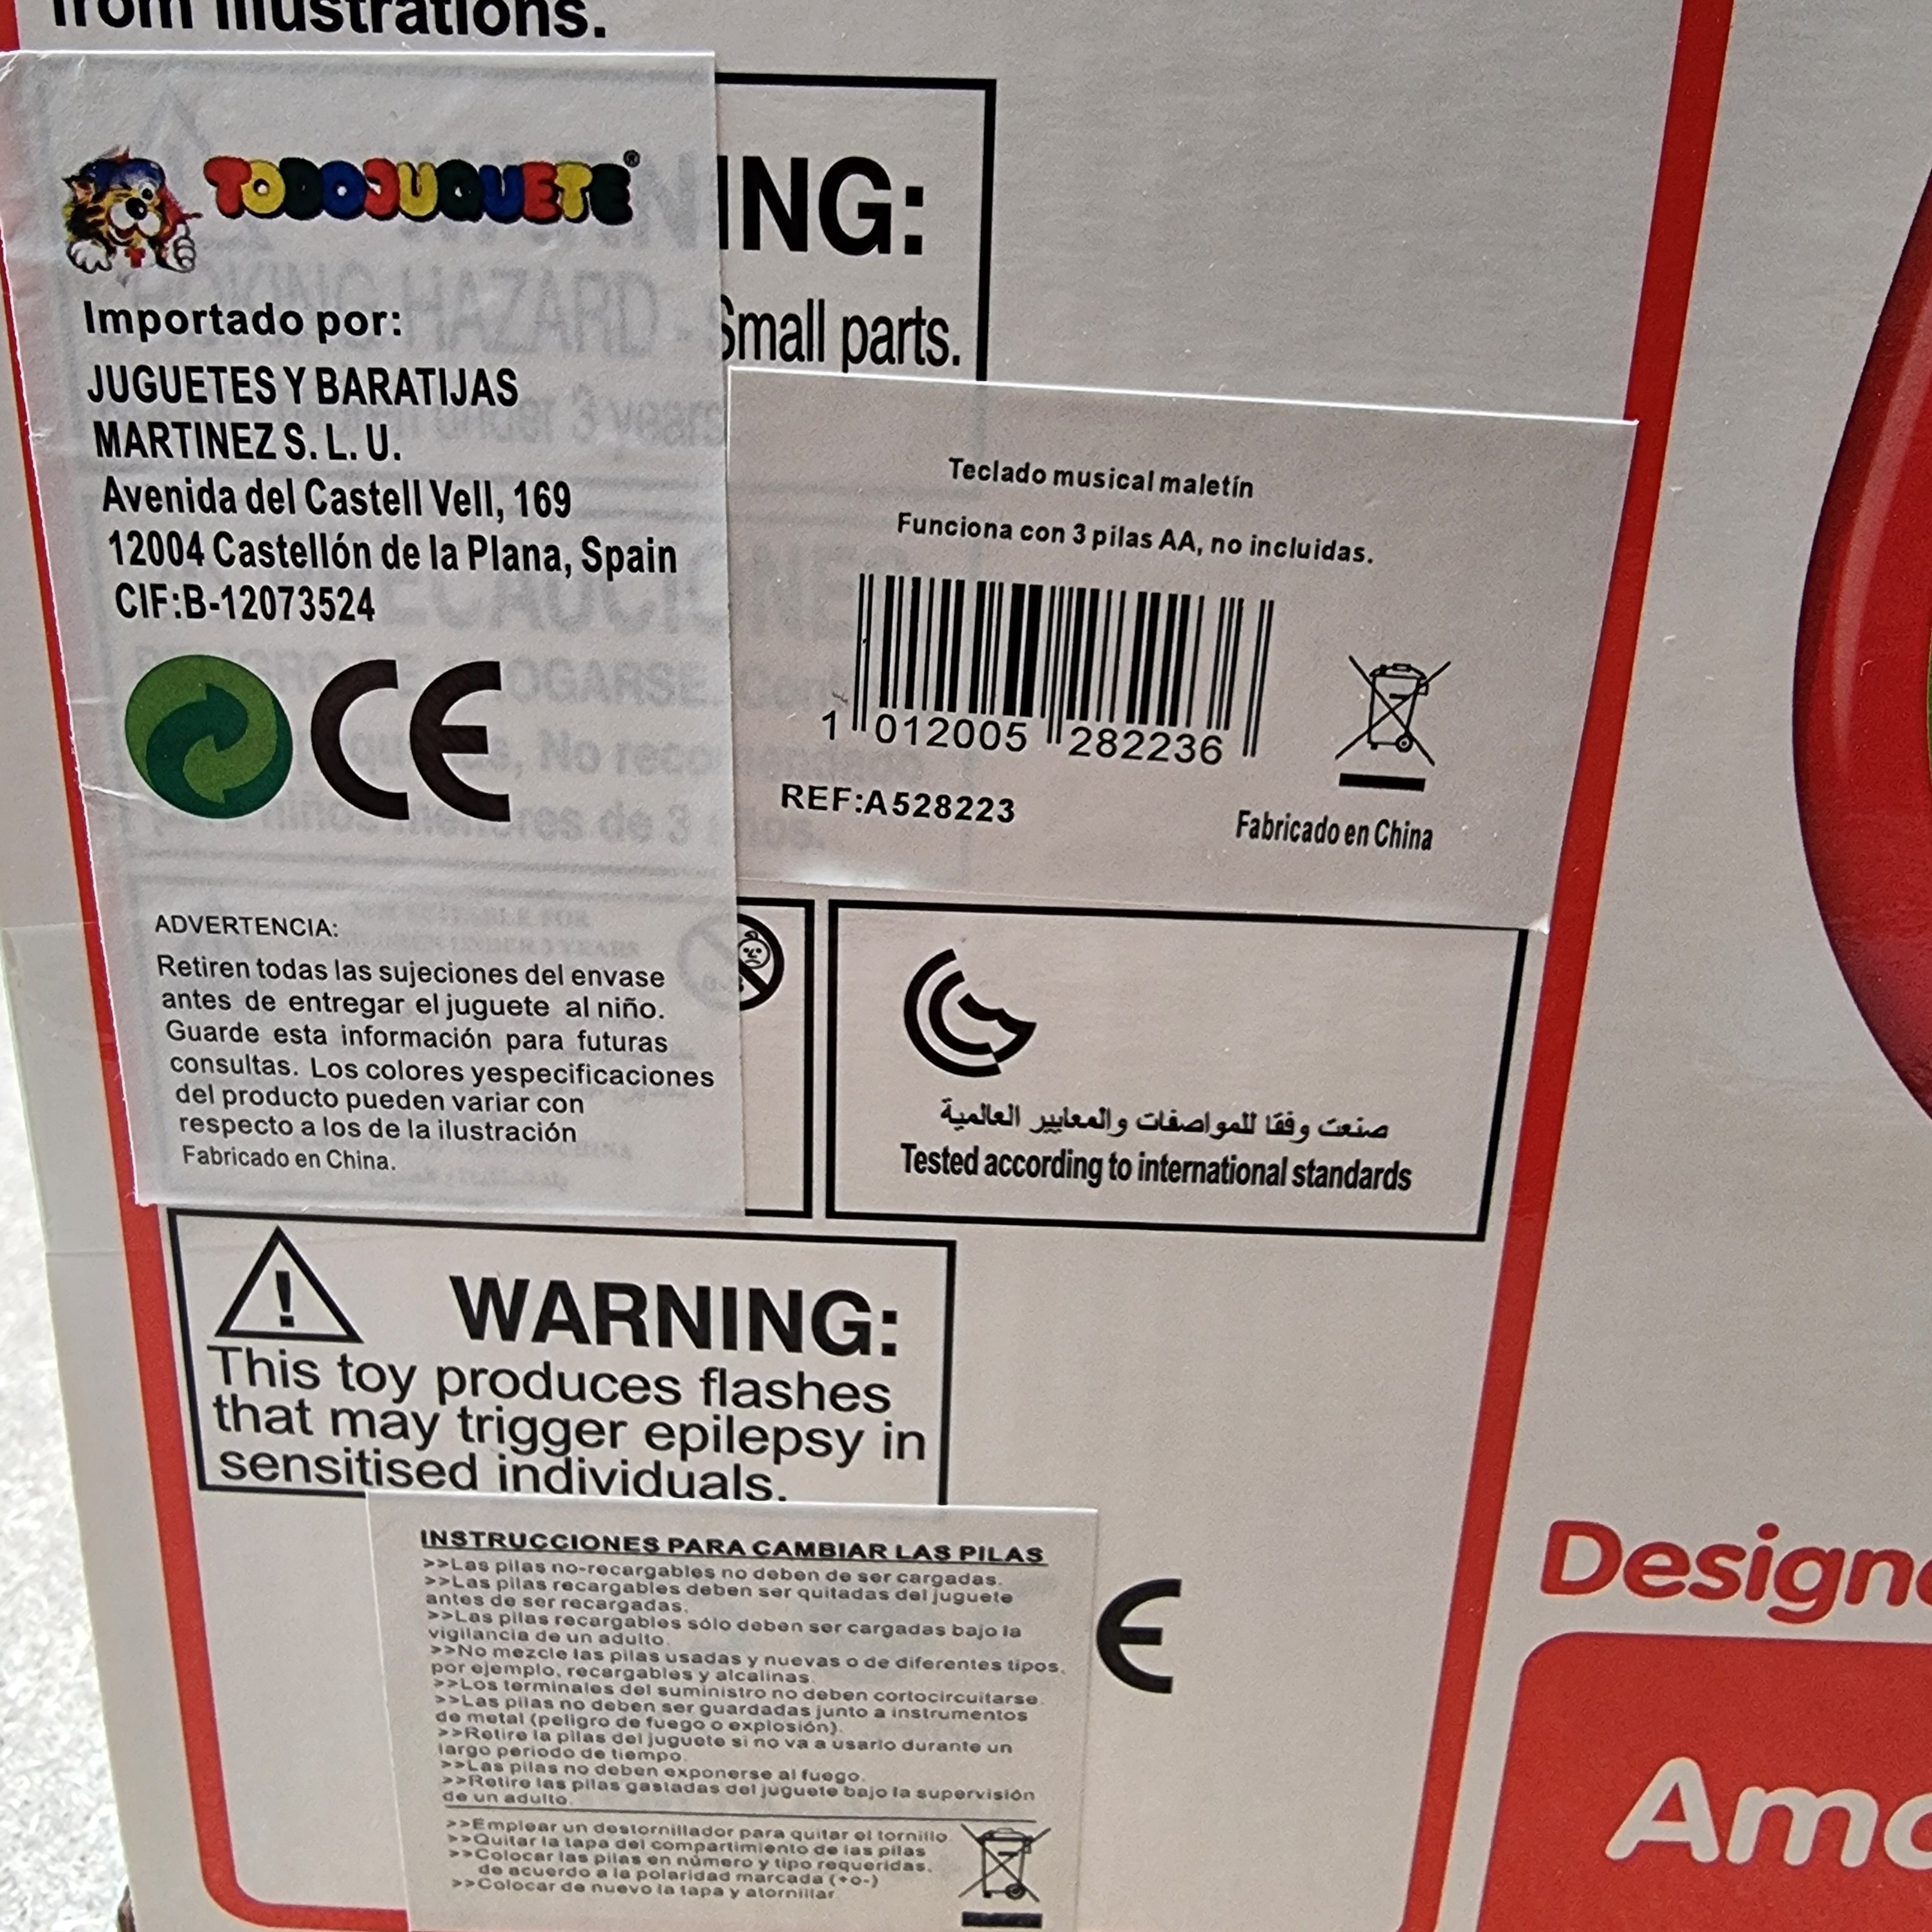 from illustrations.
TODOJUQUETE®
Importado por:
JUGUETES Y BARATIJAS
MARTINEZ S. L. U.
Avenida del Castell Vell, 169
12004 Castellón de la Plana, Spain
CIF:B-12073524
CE
ADVERTENCIA:
Retiren todas las sujeciones del envase
antes de entregar el juguete al niño.
Guarde esta información para futuras
consultas. Los colores yespecificaciones
del producto pueden variar con
respecto a los de la ilustración
Fabricado en China.
ING:
Small parts.
Teclado musical maletín
Funciona con 3 pilas AA, no incluidas.
1 012005 282236
REF:A528223
Fabricado en China
صنعت وفقا للمواصفات والمعايير العالمية
Tested according to international standards
WARNING:
This toy produces flashes
that may trigger epilepsy in
sensitised individuals.
INSTRUCCIONES PARA CAMBIAR LAS PILAS
>>Las pilas no-recargables no deben de ser cargadas.
>>Las pilas recargables deben ser quitadas del juguete
antes de ser recargadas.
>>Las pilas recargables sólo deben ser cargadas bajo la
vigilancia de un adulto.
>>No mezcle las pilas usadas y nuevas o de diferentes tipos,
por ejemplo, recargables y alcalinas.
>>Los terminales del suministro no deben cortocircuitarse.
>>Las pilas no deben ser guardadas junto a instrumentos
de metal (peligro de fuego o explosión).
>>Retire la pilas del juguete si no va a usarlo durante un
largo periodo de tiempo.
>>Las pilas no deben exponerse al fuego.
>>Retire las pilas gastadas del juguete bajo la supervisión
de un adulto.
>>Emplear un destornillador para quitar el tornillo.
>>Quitar la tapa del compartimiento de las pilas
>>Colocar las pilas en número y tipo requeridas,
de acuerdo a la polaridad marcada (+o-)
>>Colocar de nuevo la tapa y atornillar.
E
Designe
Ama